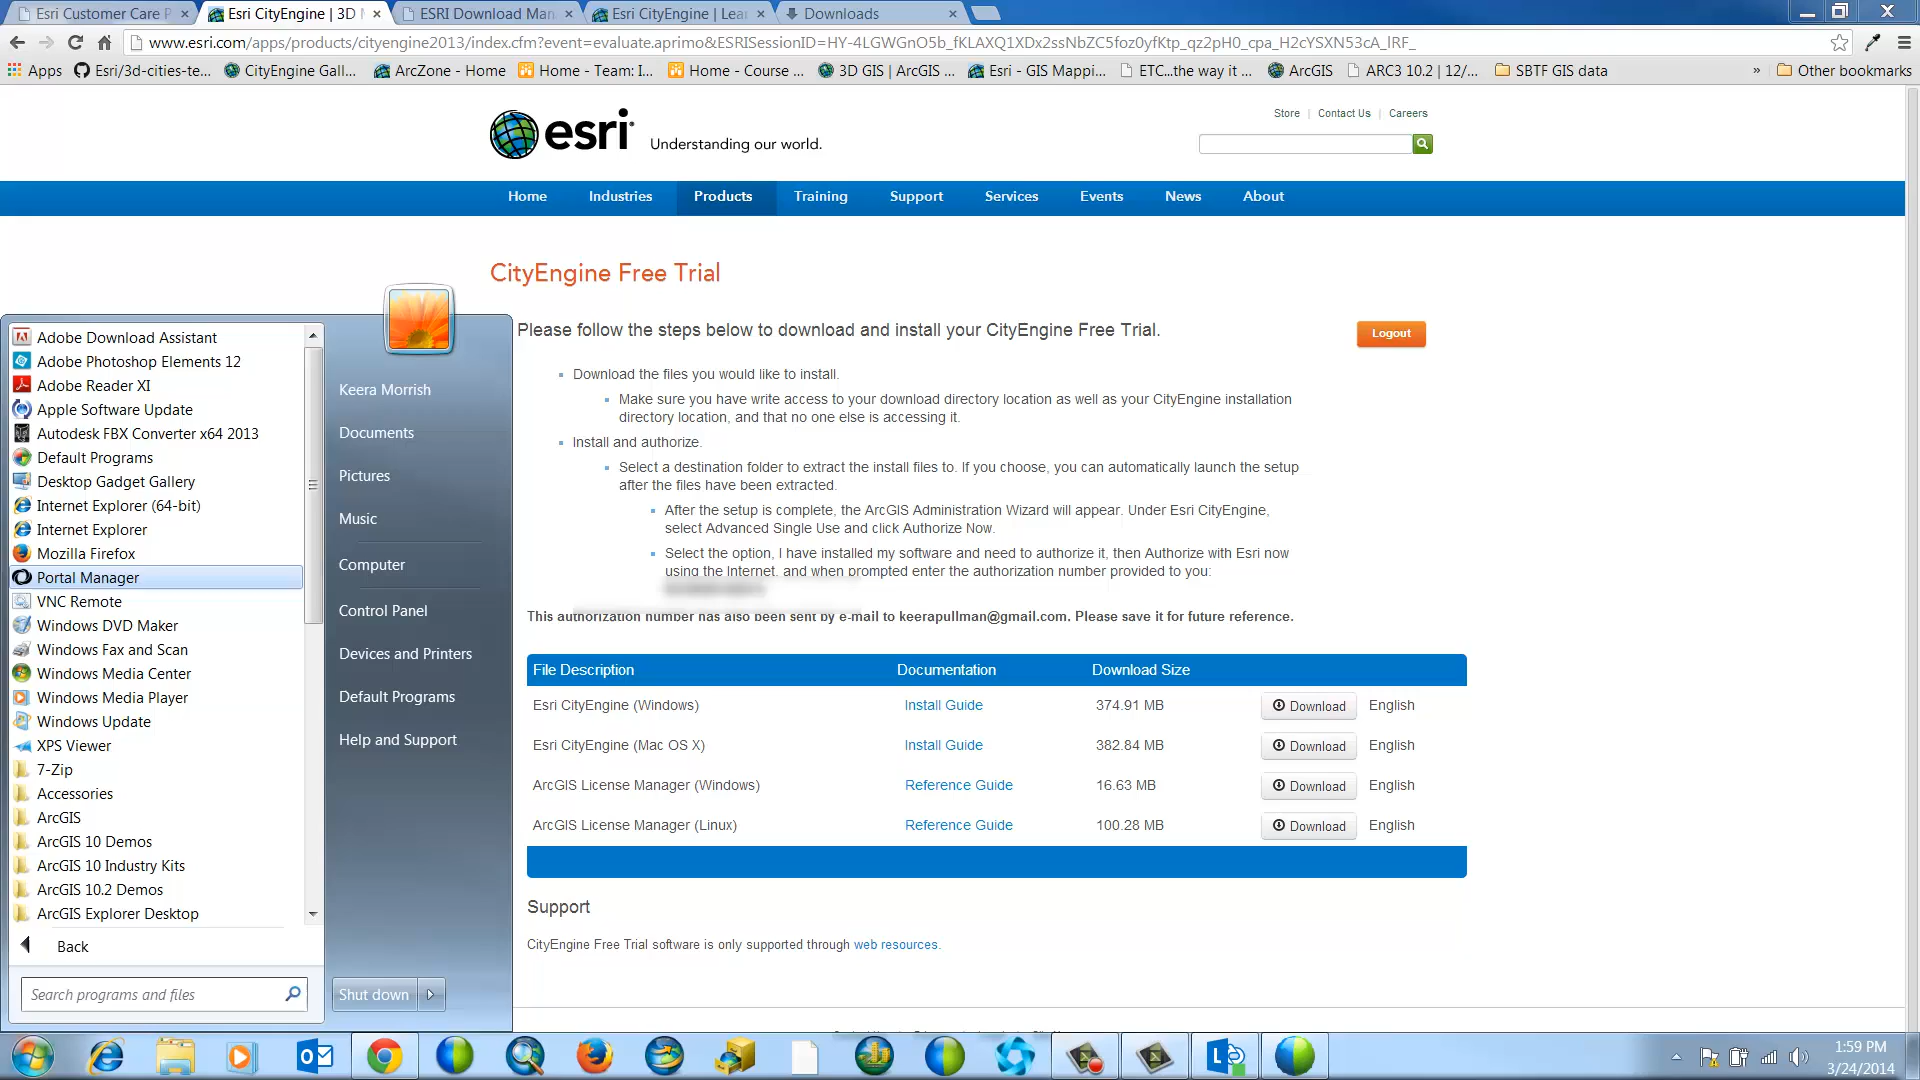 Esri Customer Care P
Esri CityEngine | 3D
ESRI Download Man
Esri CityEngine | Lea
Downloads
www.esri.com/apps/products/cityengine2013/index.cfm?event=evaluate.aprimo&ESRISessionID=HY-4LGWGnO5b_fKLAXQ1XDx2ssNbZC5foz0yfKtp_qz2pH0_cpa_H2cYSXN53cA_lRF_
Apps
Esri/3d-cities-te...
CityEngine Gall...
ArcZone - Home
Home - Team: I...
Home - Course ...
3D GIS | ArcGIS ...
Esri - GIS Mappi...
ETC...the way it ...
ArcGIS
ARC3 10.2 | 12/...
SBTF GIS data
»
Other bookmarks
esri
Understanding our world.
Store | Contact Us | Careers
Home
Industries
Products
Training
Support
Services
Events
News
About
CityEngine Free Trial
Please follow the steps below to download and install your CityEngine Free Trial.
Logout
Download the files you would like to install.
Make sure you have write access to your download directory location as well as your CityEngine installation
directory location, and that no one else is accessing it.
Install and authorize.
Select a destination folder to extract the install files to. If you choose, you can automatically launch the setup
after the files have been extracted.
After the setup is complete, the ArcGIS Administration Wizard will appear. Under Esri CityEngine,
select Advanced Single Use and click Authorize Now.
Select the option, I have installed my software and need to authorize it, then Authorize with Esri now
using the Internet, and when prompted enter the authorization number provided to you:
This authorization number has also been sent by e-mail to keerapullman@gmail.com. Please save it for future reference.
File Description
Documentation
Download Size
Esri CityEngine (Windows)
Install Guide
374.91 MB
Download
English
Esri CityEngine (Mac OS X)
Install Guide
382.84 MB
Download
English
ArcGIS License Manager (Windows)
Reference Guide
16.63 MB
Download
English
ArcGIS License Manager (Linux)
Reference Guide
100.28 MB
Download
English
Support
CityEngine Free Trial software is only supported through web resources.
Adobe Download Assistant
Adobe Photoshop Elements 12
Adobe Reader XI
Apple Software Update
Autodesk FBX Converter x64 2013
Default Programs
Desktop Gadget Gallery
Internet Explorer (64-bit)
Internet Explorer
Mozilla Firefox
Portal Manager
VNC Remote
Windows DVD Maker
Windows Fax and Scan
Windows Media Center
Windows Media Player
Windows Update
XPS Viewer
7-Zip
Accessories
ArcGIS
ArcGIS 10 Demos
ArcGIS 10 Industry Kits
ArcGIS 10.2 Demos
ArcGIS Explorer Desktop
Back
Search programs and files
Keera Morrish
Documents
Pictures
Music
Computer
Control Panel
Devices and Printers
Default Programs
Help and Support
Shut down
1:59 PM
3/24/2014